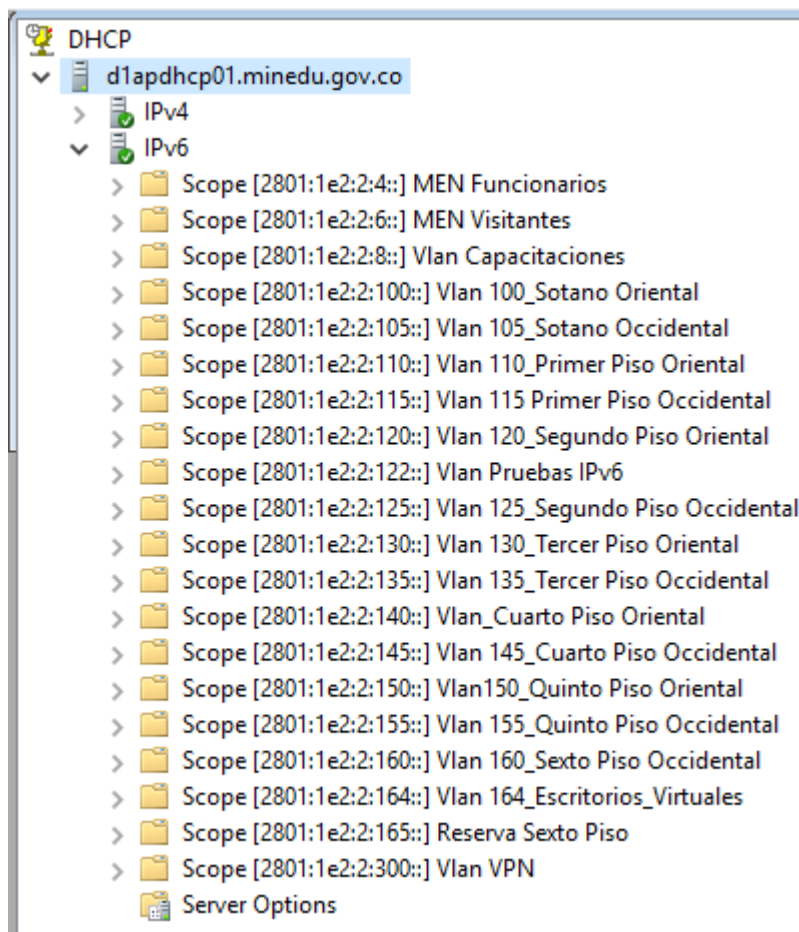 DHCP
d1apdhcp01.minedu.gov.co
IPv4
IPv6
Scope [2801:1e2:2:4::] MEN Funcionarios
Scope [2801:1e2:2:6::] MEN Visitantes
Scope [2801:1e2:2:8::] Vlan Capacitaciones
Scope [2801:1e2:2:100::] Vlan 100_Sotano Oriental
Scope [2801:1e2:2:105::] Vlan 105_Sotano Occidental
Scope [2801:1e2:2:110::] Vlan 110_Primer Piso Oriental
Scope [2801:1e2:2:115::] Vlan 115 Primer Piso Occidental
Scope [2801:1e2:2:120::] Vlan 120_Segundo Piso Oriental
Scope [2801:1e2:2:122::] Vlan Pruebas IPv6
Scope [2801:1e2:2:125::] Vlan 125_Segundo Piso Occidental
Scope [2801:1e2:2:130::] Vlan 130_Tercer Piso Oriental
Scope [2801:1e2:2:135::] Vlan 135_Tercer Piso Occidental
Scope [2801:1e2:2:140::] Vlan_Cuarto Piso Oriental
Scope [2801:1e2:2:145::] Vlan 145_Cuarto Piso Occidental
Scope [2801:1e2:2:150::] Vlan150_Quinto Piso Oriental
Scope [2801:1e2:2:155::] Vlan 155_Quinto Piso Occidental
Scope [2801:1e2:2:160::] Vlan 160_Sexto Piso Occidental
Scope [2801:1e2:2:164::] Vlan 164_Escritorios_Virtuales
Scope [2801:1e2:2:165::] Reserva Sexto Piso
Scope [2801:1e2:2:300::] Vlan VPN
Server Options